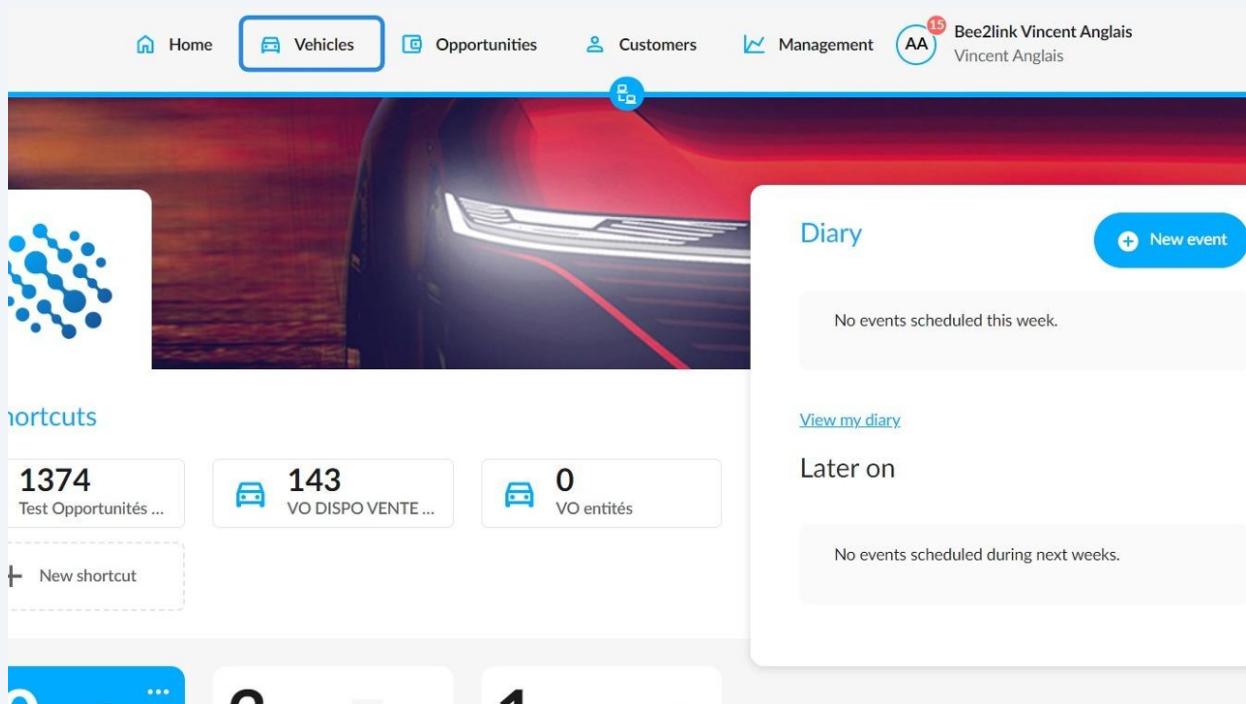 Home
Vehicles
Opportunities
Customers
Management
AA
15
Bee2link Vincent Anglais
Vincent Anglais
Diary
New event
No events scheduled this week.
View my diary
Later on
No events scheduled during next weeks.
1374
Test Opportunités ...
143
VO DISPO VENTE ...
0
VO entités
New shortcut